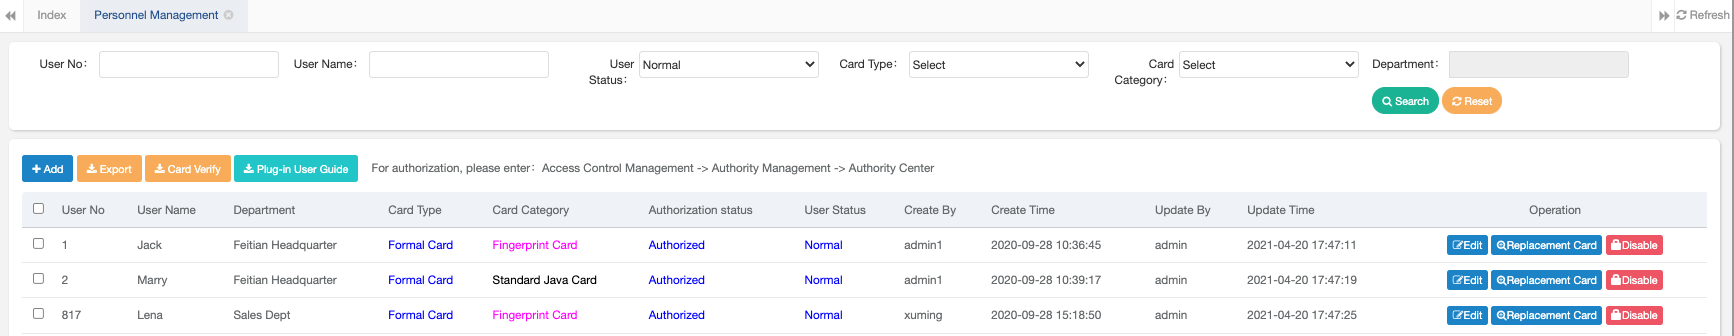 Index Personnel Management Refresh
User No: User Name: User Status: Normal Card Type: Select Card Category: Select Department:
Search Reset
Add Export Card Verify Plug-in User Guide For authorization, please enter: Access Control Management -> Authority Management -> Authority Center
User No User Name Department Card Type Card Category Authorization status User Status Create By Create Time Update By Update Time Operation
1 Jack Feitian Headquarter Formal Card Fingerprint Card Authorized Normal admin1 2020-09-28 10:36:45 admin 2021-04-20 17:47:11 Edit Replacement Card Disable
2 Marry Feitian Headquarter Formal Card Standard Java Card Authorized Normal admin1 2020-09-28 10:39:17 admin 2021-04-20 17:47:19 Edit Replacement Card Disable
817 Lena Sales Dept Formal Card Fingerprint Card Authorized Normal xuming 2020-09-28 15:18:50 admin 2021-04-20 17:47:25 Edit Replacement Card Disable